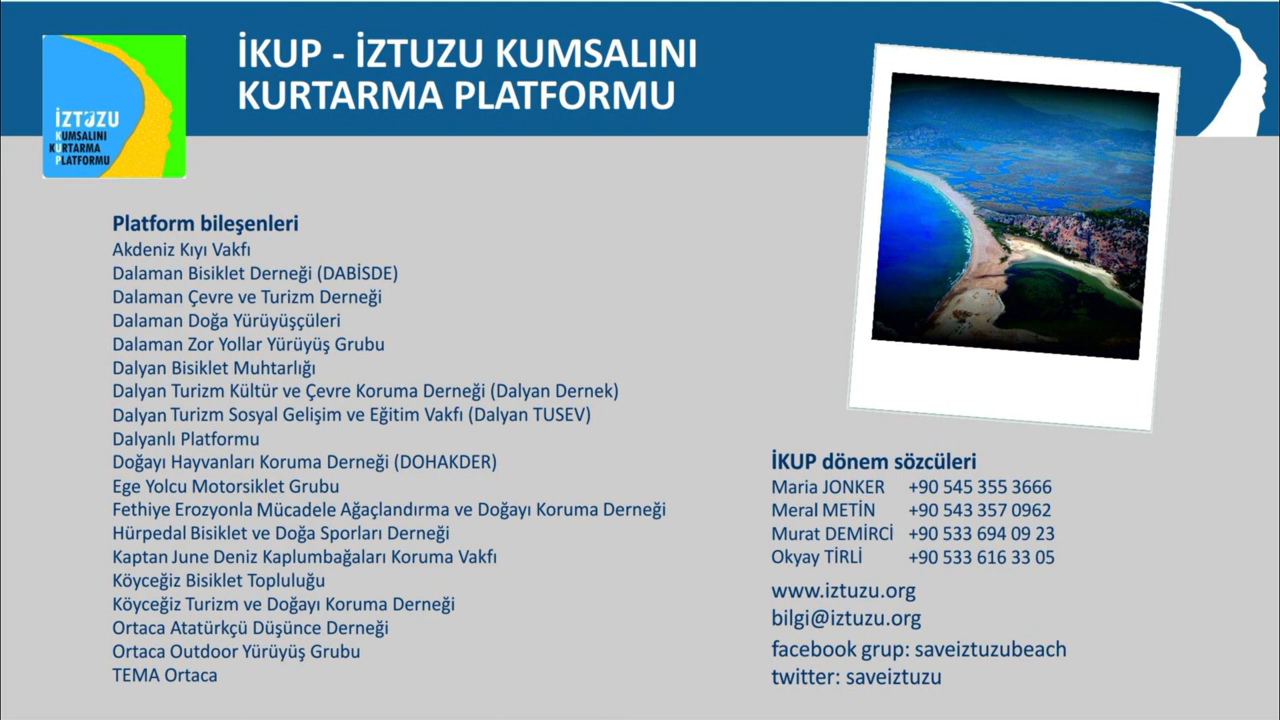 İKUP - İZTUZU KUMSALINI
KURTARMA PLATFORMU
İZTUZU
KUMSALINI
KURTARMA
PLATFORMU
Platform bileşenleri
Akdeniz Kıyı Vakfı
Dalaman Bisiklet Derneği (DABİSDE)
Dalaman Çevre ve Turizm Derneği
Dalaman Doğa Yürüyüşçüleri
Dalaman Zor Yollar Yürüyüş Grubu
Dalyan Bisiklet Muhtarlığı
Dalyan Turizm Kültür ve Çevre Koruma Derneği (Dalyan Dernek)
Dalyan Turizm Sosyal Gelişim ve Eğitim Vakfı (Dalyan TUSEV)
Dalyanlı Platformu
Doğayı Hayvanları Koruma Derneği (DOHAKDER)
Ege Yolcu Motorsiklet Grubu
Fethiye Erozyonla Mücadele Ağaçlandırma ve Doğayı Koruma Derneği
Hürpedal Bisiklet ve Doğa Sporları Derneği
Kaptan June Deniz Kaplumbağaları Koruma Vakfı
Köyceğiz Bisiklet Topluluğu
Köyceğiz Turizm ve Doğayı Koruma Derneği
Ortaca Atatürkçü Düşünce Derneği
Ortaca Outdoor Yürüyüş Grubu
TEMA Ortaca
İKUP dönem sözcüleri
Maria JONKER +90 545 355 3666
Meral METİN +90 543 357 0962
Murat DEMİRCİ +90 533 694 09 23
Okyay TİRLİ +90 533 616 33 05
www.iztuzu.org
bilgi@iztuzu.org
facebook grup: saveiztuzubeach
twitter: saveiztuzu